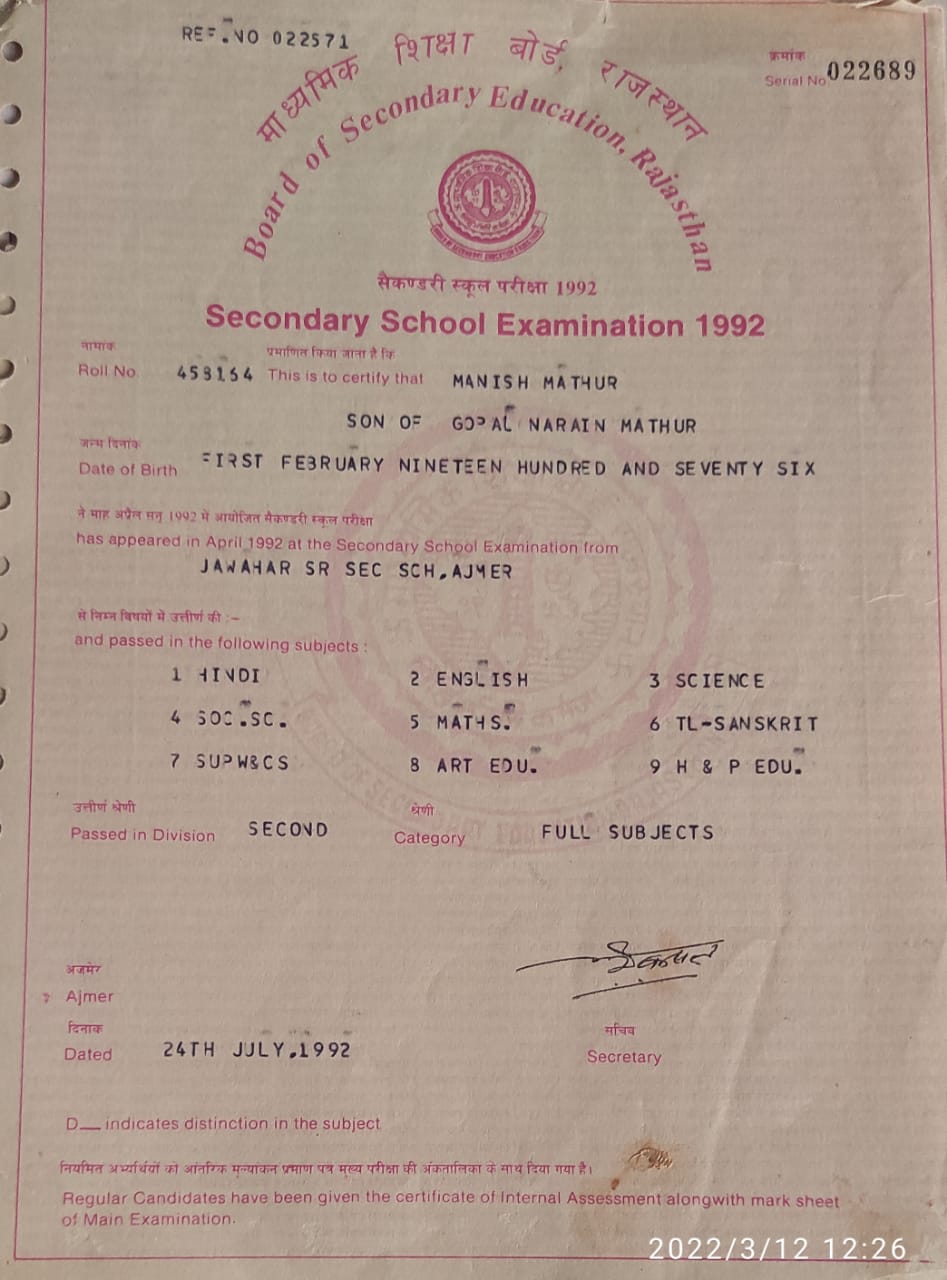 REF.NO 022571
क्रमांक
Serial No. 022689
माध्यमिक शिक्षा बोर्ड, राजस्थान
Board of Secondary Education, Rajasthan
सैकण्डरी स्कूल परीक्षा 1992
Secondary School Examination 1992
नामांक प्रमाणित किया जाता है कि
Roll No. 458164 This is to certify that MANISH MATHUR
SON OF GOPAL NARAIN MATHUR
जन्म दिनांक
Date of Birth FIRST FEBRUARY NINETEEN HUNDRED AND SEVENTY SIX
ने माह अप्रैल सन् 1992 में आयोजित सैकण्डरी स्कूल परीक्षा
has appeared in April 1992 at the Secondary School Examination from
JAWAHAR SR SEC SCH.AJMER
से निम्न विषयों में उत्तीर्ण की :-
and passed in the following subjects :
1 HINDI 2 ENGLISH 3 SCIENCE
4 SOC.SC. 5 MATHS. 6 TL-SANSKRIT
7 SUPW&CS 8 ART EDU. 9 H & P EDU.
उत्तीर्ण श्रेणी श्रेणी
Passed in Division SECOND Category FULL SUBJECTS
अजमेर
Ajmer
दिनांक सचिव
Dated 24TH JULY.1992 Secretary
D__ indicates distinction in the subject
नियमित अभ्यर्थियों को आंतरिक मूल्यांकन प्रमाण पत्र मुख्य परीक्षा की अंकतालिका के साथ दिया गया है।
Regular Candidates have been given the certificate of Internal Assessment alongwith mark sheet
of Main Examination.
2022/3/12 12:26